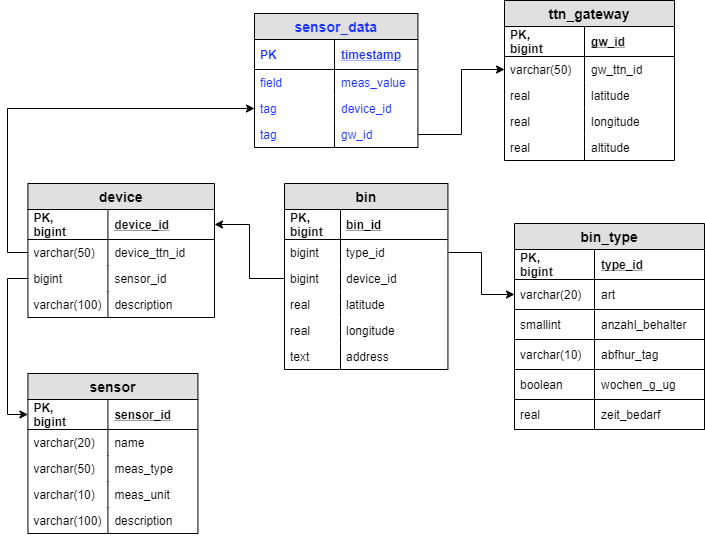 sensor_data
PK timestamp
field meas_value
tag device_id
tag gw_id
ttn_gateway
PK,
bigint gw_id
varchar(50) gw_ttn_id
real latitude
real longitude
real altitude
device
PK,
bigint device_id
varchar(50) device_ttn_id
bigint sensor_id
varchar(100) description
bin
PK,
bigint bin_id
bigint type_id
bigint device_id
real latitude
real longitude
text address
bin_type
PK,
bigint type_id
varchar(20) art
smallint anzahl_behalter
varchar(10) abfhur_tag
boolean wochen_g_ug
real zeit_bedarf
sensor
PK,
bigint sensor_id
varchar(20) name
varchar(50) meas_type
varchar(10) meas_unit
varchar(100) description